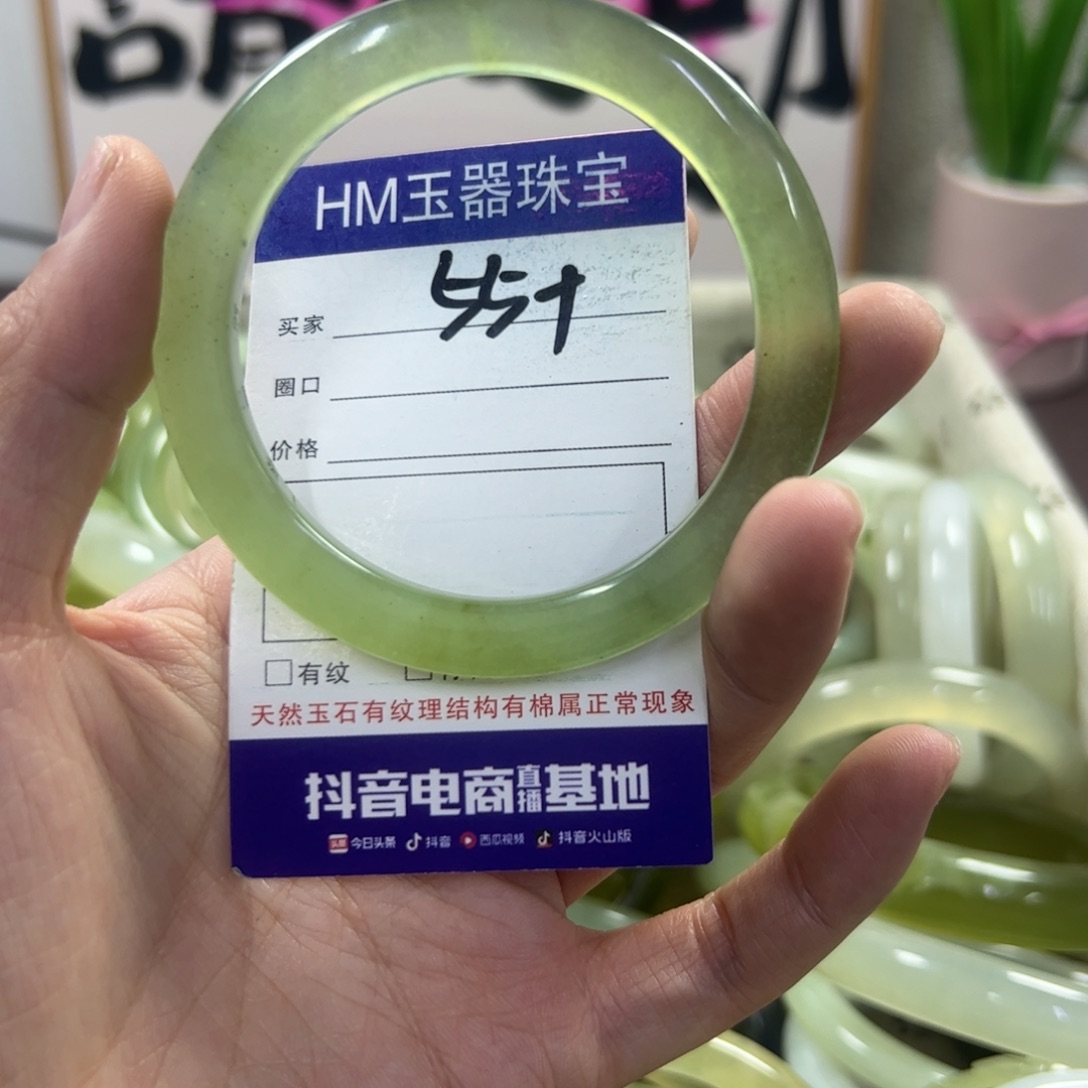 HM玉器珠宝
买家
圈口
价格
有纹
天然玉石有纹理结构有棉属正常现象
抖音电商直播基地
头条 今日头条 抖音 西瓜视频 抖音火山版